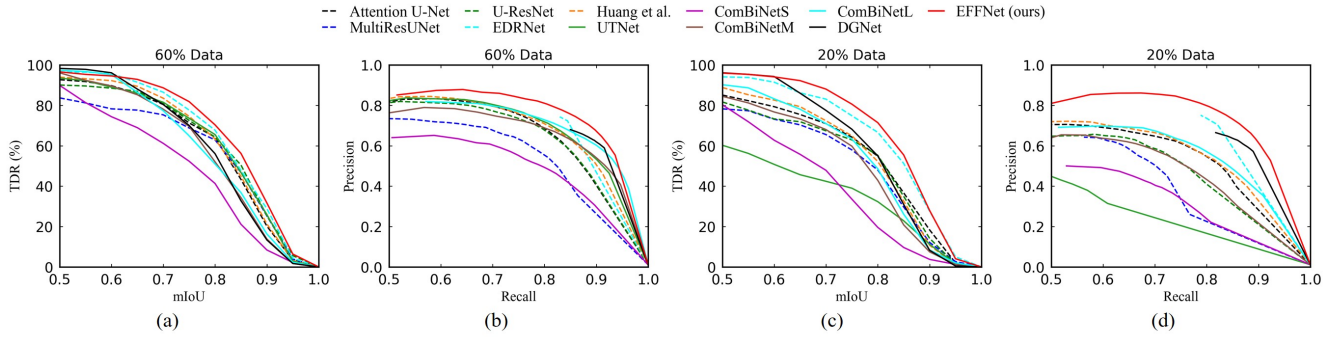 Attention U-Net U-ResNet Huang et al. ComBiNetS ComBiNetL EFFNet (ours)
MultiResUNet EDRNet UTNet ComBiNetM DGNet
60% Data 60% Data 20% Data 20% Data
100 1.0 100 1.0
80 0.8 80 0.8
60 0.6 60 0.6
40 0.4 40 0.4
20 0.2 20 0.2
0 0.0 0 0.0
TDR (%) Precision TDR (%) Precision
0.5 0.6 0.7 0.8 0.9 1.0 0.5 0.6 0.7 0.8 0.9 1.0 0.5 0.6 0.7 0.8 0.9 1.0 0.5 0.6 0.7 0.8 0.9 1.0
mIoU Recall mIoU Recall
(a) (b) (c) (d)